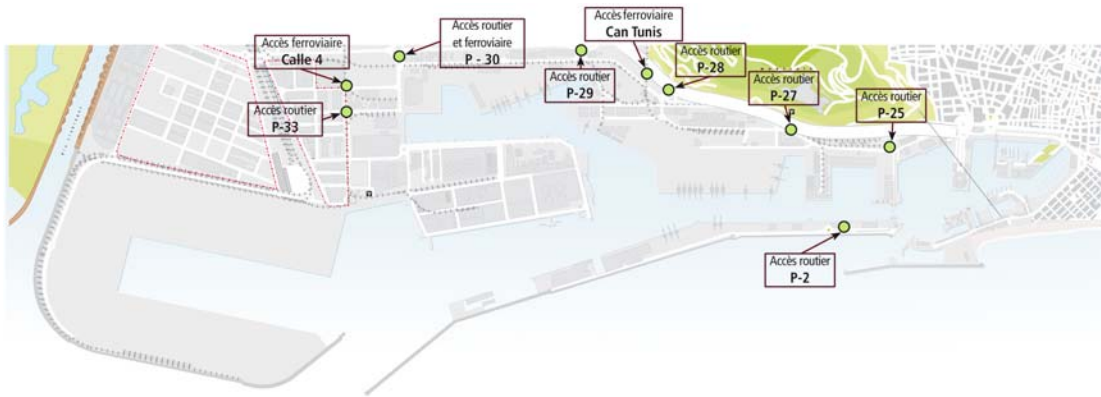 Accès ferroviaire
Calle 4
Accès routier
et ferroviaire
P - 30
Accès ferroviaire
Can Tunis
Accès routier
P-28
Accès routier
P-29
Accès routier
P-27
Accès routier
P-25
Accès routier
P-33
Accès routier
P-2